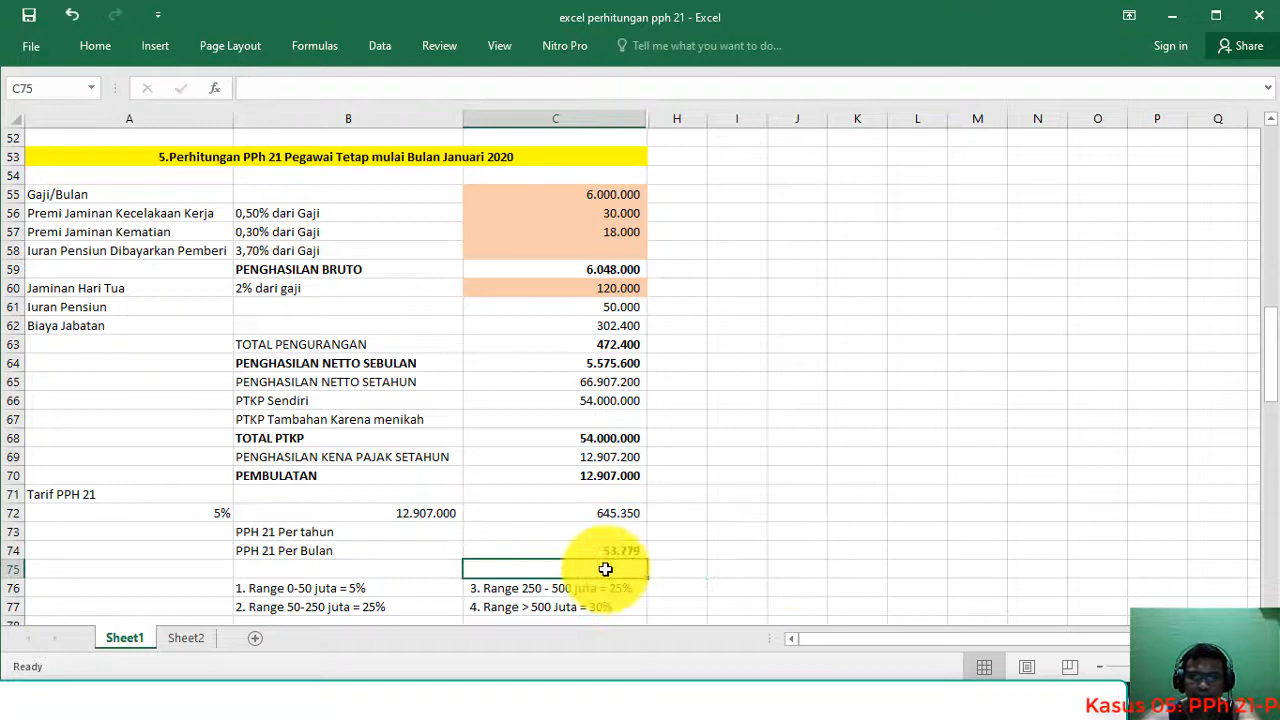 excel perhitungan pph 21 - Excel
File Home Insert Page Layout Formulas Data Review View Nitro Pro Tell me what you want to do... Sign in Share
C75 fx
A B C H I J K L M N O P Q
52
53 5.Perhitungan PPh 21 Pegawai Tetap mulai Bulan Januari 2020
54
55 Gaji/Bulan 6.000.000
56 Premi Jaminan Kecelakaan Kerja 0,50% dari Gaji 30.000
57 Premi Jaminan Kematian 0,30% dari Gaji 18.000
58 Iuran Pensiun Dibayarkan Pemberi 3,70% dari Gaji
59 PENGHASILAN BRUTO 6.048.000
60 Jaminan Hari Tua 2% dari gaji 120.000
61 Iuran Pensiun 50.000
62 Biaya Jabatan 302.400
63 TOTAL PENGURANGAN 472.400
64 PENGHASILAN NETTO SEBULAN 5.575.600
65 PENGHASILAN NETTO SETAHUN 66.907.200
66 PTKP Sendiri 54.000.000
67 PTKP Tambahan Karena menikah
68 TOTAL PTKP 54.000.000
69 PENGHASILAN KENA PAJAK SETAHUN 12.907.200
70 PEMBULATAN 12.907.000
71 Tarif PPH 21
72 5% 12.907.000 645.350
73 PPH 21 Per tahun
74 PPH 21 Per Bulan 53.779
75
76 1. Range 0-50 juta = 5% 3. Range 250 - 500 juta = 25%
77 2. Range 50-250 juta = 25% 4. Range > 500 Juta = 30%
Sheet1 Sheet2
Ready
Kasus 05: PPh 21-P